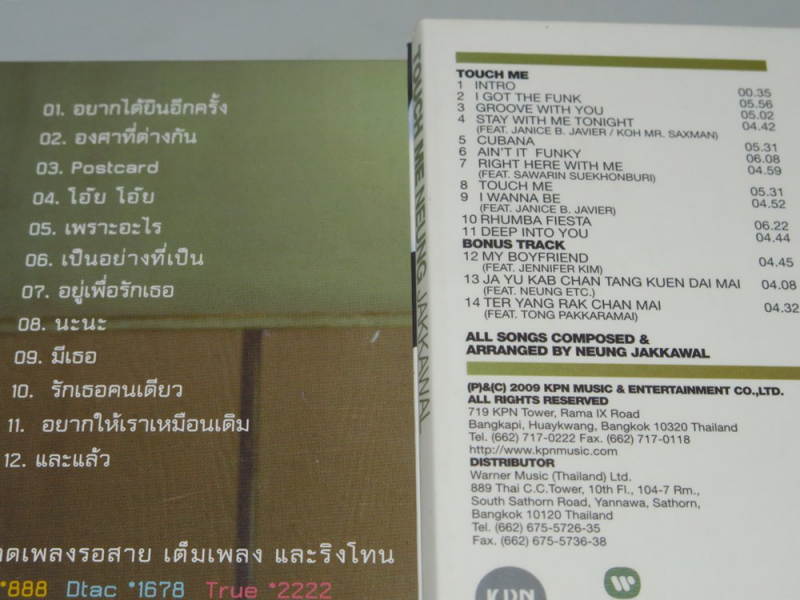 01. อยากได้ยินอีกครั้ง
02. องศาที่ต่างกัน
03. Postcard
04. โอ๊ย โอ๊ย
05. เพราะอะไร
06. เป็นอย่างที่เป็น
07. อยู่เพื่อรักเธอ
08. นะนะ
09. มีเธอ
10. รักเธอคนเดียว
11. อยากให้เราเหมือนเดิม
12. และแล้ว
เต็มเพลง และริงโทน
*888 Dtac *1678 True *2222
TOUCH ME NEUNG JAKKAWAL
TOUCH ME
1 INTRO 00.35
2 I GOT THE FUNK 05.56
3 GROOVE WITH YOU 05.02
4 STAY WITH ME TONIGHT 04.42
(FEAT. JANICE B. JAVIER / KOH MR. SAXMAN)
5 CUBANA 05.31
6 AIN'T IT FUNKY 06.08
7 RIGHT HERE WITH ME 04.59
(FEAT. SAWARIN SUEKHONBURI)
8 TOUCH ME 05.31
9 I WANNA BE 04.52
(FEAT. JANICE B. JAVIER)
10 RHUMBA FIESTA 06.22
11 DEEP INTO YOU 04.44
BONUS TRACK
12 MY BOYFRIEND 04.45
(FEAT. JENNIFER KIM)
13 JA YU KAB CHAN TANG KUEN DAI MAI 04.08
(FEAT. NEUNG ETC.)
14 TER YANG RAK CHAN MAI 04.32
(FEAT. TONG PAKKARAMAI)
ALL SONGS COMPOSED &
ARRANGED BY NEUNG JAKKAWAL
(P)&(C) 2009 KPN MUSIC & ENTERTAINMENT CO.,LTD.
ALL RIGHTS RESERVED
719 KPN Tower, Rama IX Road
Bangkapi, Huaykwang, Bangkok 10320 Thailand
Tel. (662) 717-0222 Fax. (662) 717-0118
http://www.kpnmusic.com
DISTRIBUTOR
Warner Music (Thailand) Ltd.
889 Thai C.C.Tower, 10th Fl., 104-7 Rm.,
South Sathorn Road, Yannawa, Sathorn,
Bangkok 10120 Thailand
Tel. (662) 675-5726-35
Fax. (662) 675-5736-38
KPN